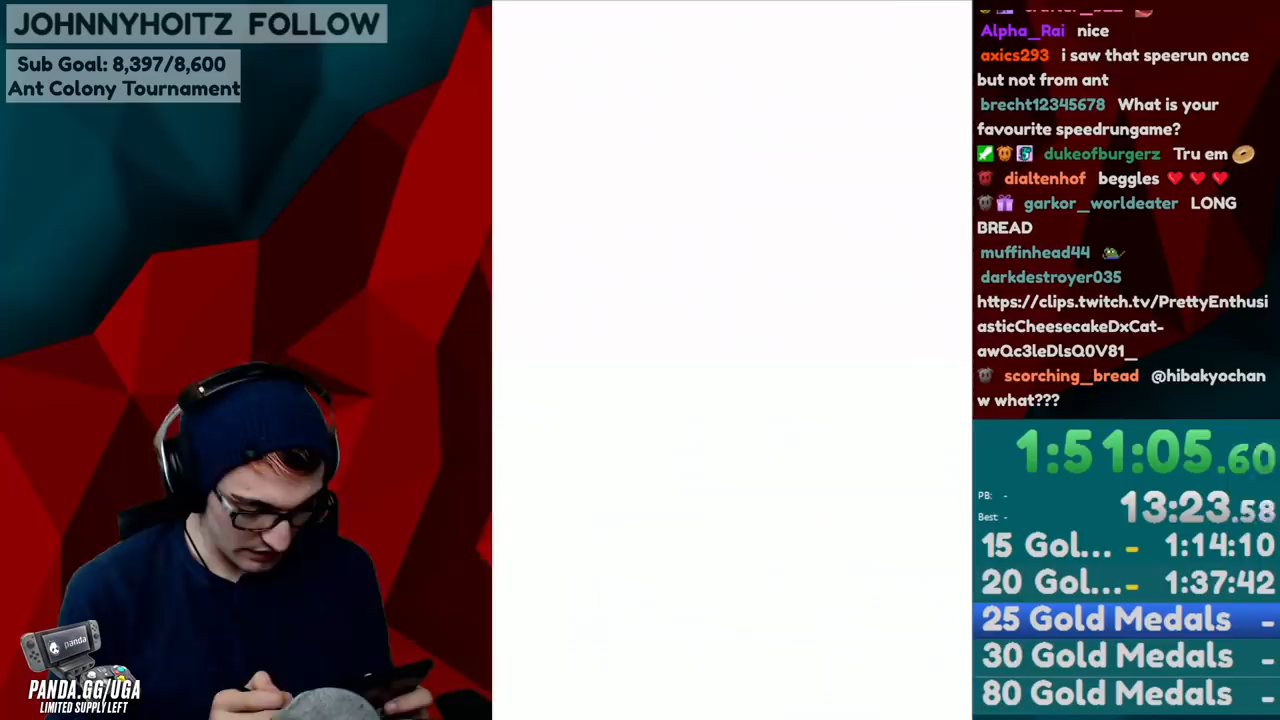 JOHNNYHOITZ FOLLOW
Sub Goal: 8,397/8,600
Ant Colony Tournament
Alpha_Rai nice
axics293 i saw that speerun once
but not from ant
brecht12345678 What is your
favourite speedrungame?
dukeofburgerz Tru em
dialtenhof beggles
garkor_worldeater LONG
BREAD
muffinhead44
darkdestroyer035
https://clips.twitch.tv/PrettyEnthusi
asticCheesecakeDxCat-
awQc3leDlsQ0V81_
scorching_bread @hibakyochan
w what???
1:51:05.60
PB: -
13:23.58
Best: -
15 Gol... - 1:14:10
20 Gol... - 1:37:42
25 Gold Medals -
30 Gold Medals -
80 Gold Medals -
panda
PANDA.GG/UGA
LIMITED SUPPLY LEFT